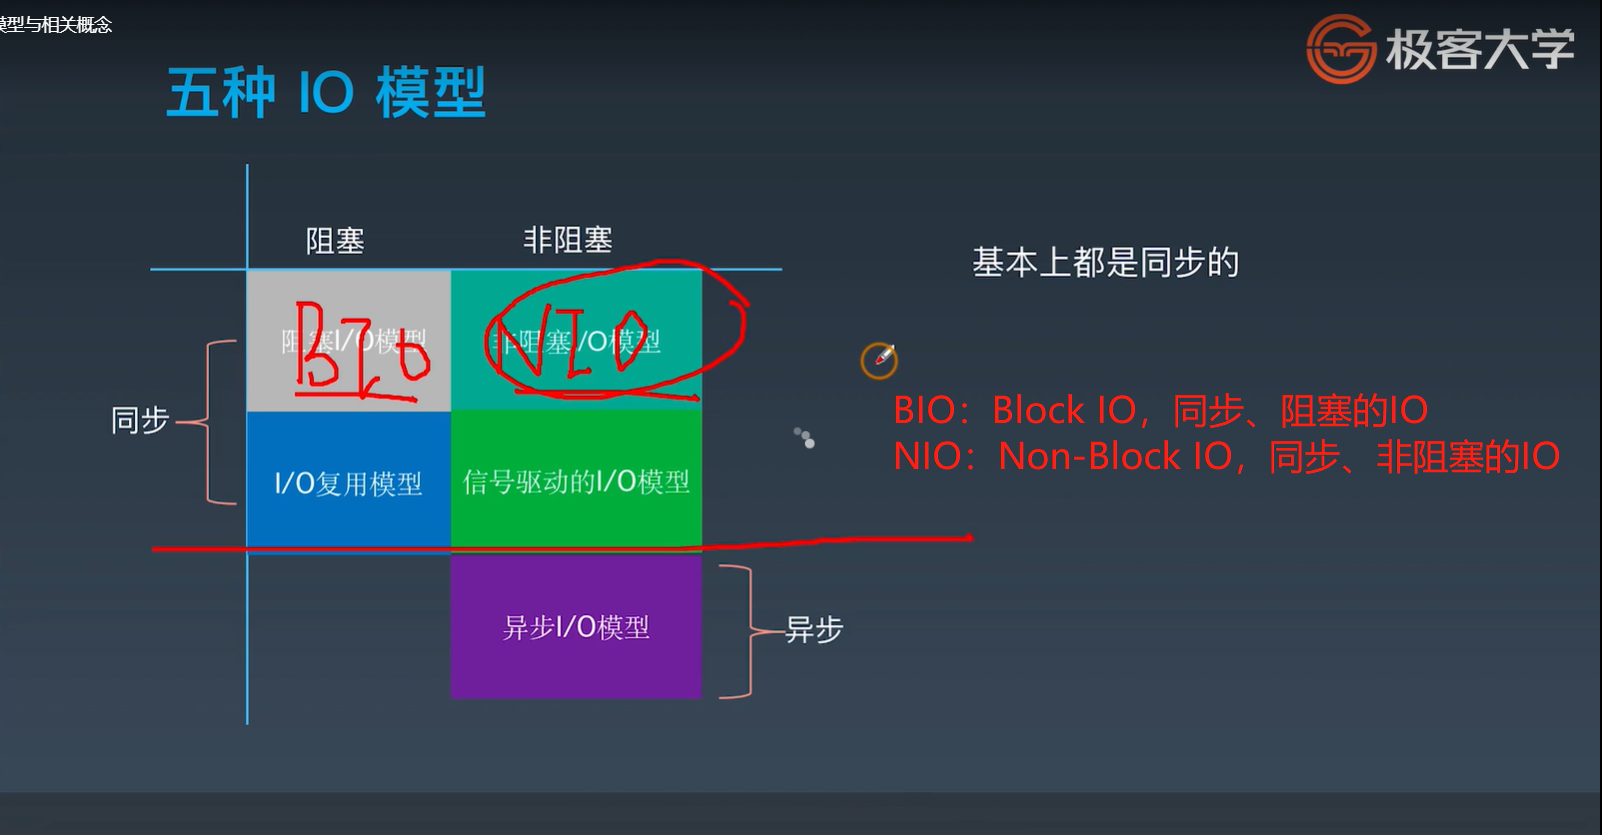 模型与相关概念
极客大学
五种 IO 模型
阻塞 非阻塞
基本上都是同步的
阻塞I/O模型 非阻塞I/O模型
BIO NIO
BIO：Block IO，同步、阻塞的IO
同步
NIO：Non-Block IO，同步、非阻塞的IO
I/O复用模型 信号驱动的I/O模型
异步I/O模型
异步